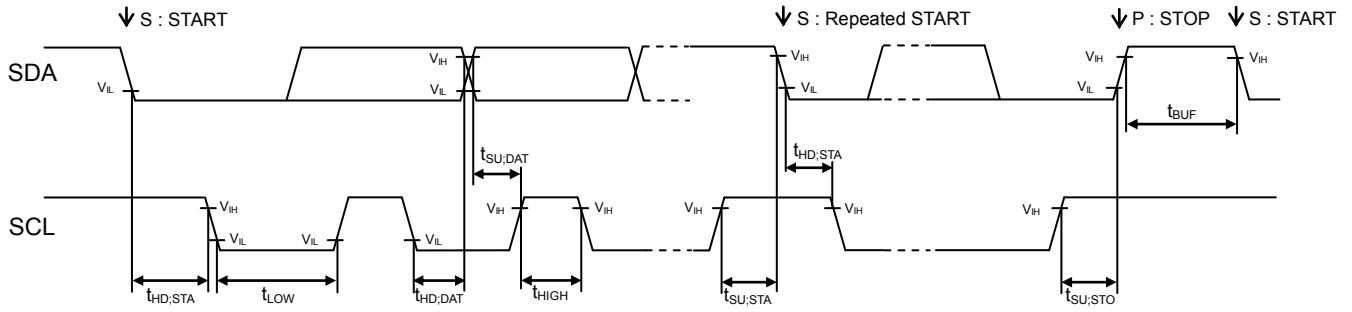 S : START
S : Repeated START
P : STOP
S : START
SDA
VIL
VIH
VIL
VIH
VIL
VIH
VIH
tBUF
tSU;DAT
tHD;STA
SCL
VIH
VIL
VIL
VIL
VIH
VIH
VIH
VIH
VIH
tHD;STA
tLOW
tHD;DAT
tHIGH
tSU;STA
tSU;STO